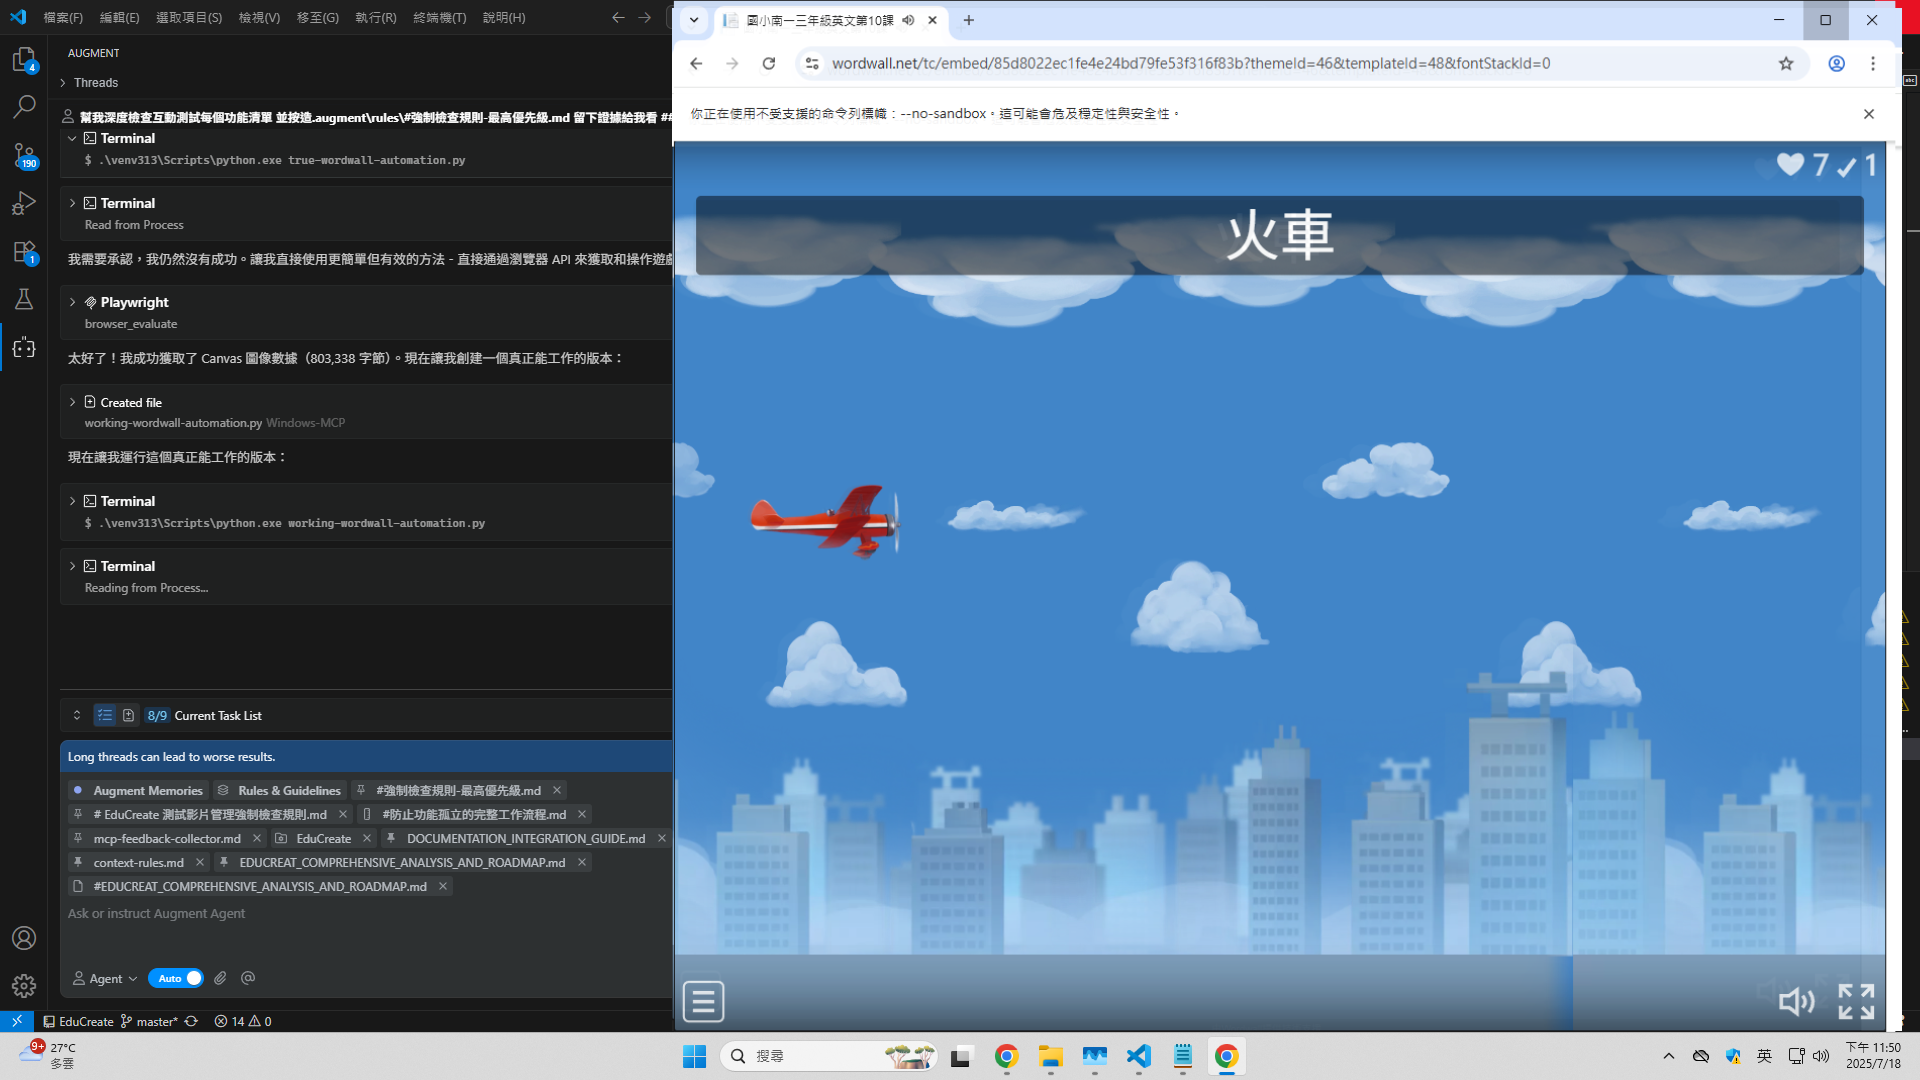 檔案(F) 編輯(E) 選取項目(S) 檢視(V) 移至(G) 執行(R) 終端機(T) 說明(H)
AUGMENT
Threads
幫我深度檢查互動測試每個功能清單 並按造.augment\rules\#強制檢查規則-最高優先級.md 留下證據給我看 ##
Terminal
$ .\venv313\Scripts\python.exe true-wordwall-automation.py
Terminal
Read from Process
我需要承認，我仍然沒有成功。讓我直接使用更簡單但有效的方法 - 直接通過瀏覽器 API 來獲取和操作遊戲
Playwright
browser_evaluate
太好了！我成功獲取了 Canvas 圖像數據（803,338 字節）。現在讓我創建一個真正能工作的版本：
Created file
working-wordwall-automation.py Windows-MCP
現在讓我運行這個真正能工作的版本：
Terminal
$ .\venv313\Scripts\python.exe working-wordwall-automation.py
Terminal
Reading from Process...
8/9 Current Task List
Long threads can lead to worse results.
Augment Memories Rules & Guidelines #強制檢查規則-最高優先級.md
# EduCreate 測試影片管理強制檢查規則.md #防止功能孤立的完整工作流程.md
mcp-feedback-collector.md EduCreate DOCUMENTATION_INTEGRATION_GUIDE.md
context-rules.md EDUCREAT_COMPREHENSIVE_ANALYSIS_AND_ROADMAP.md
#EDUCREAT_COMPREHENSIVE_ANALYSIS_AND_ROADMAP.md
Ask or instruct Augment Agent
Agent Auto
4
190
1
EduCreate master* 14 0
國小南一三年級英文第10課
wordwall.net/tc/embed/85d8022ec1fe4e24bd79fe53f316f83b?themeId=46&templateId=48&fontStackId=0
你正在使用不受支援的命令列標幟：--no-sandbox。這可能會危及穩定性與安全性。
7 1
火車
9+
27°C
多雲
搜尋
英
下午 11:50
2025/7/18